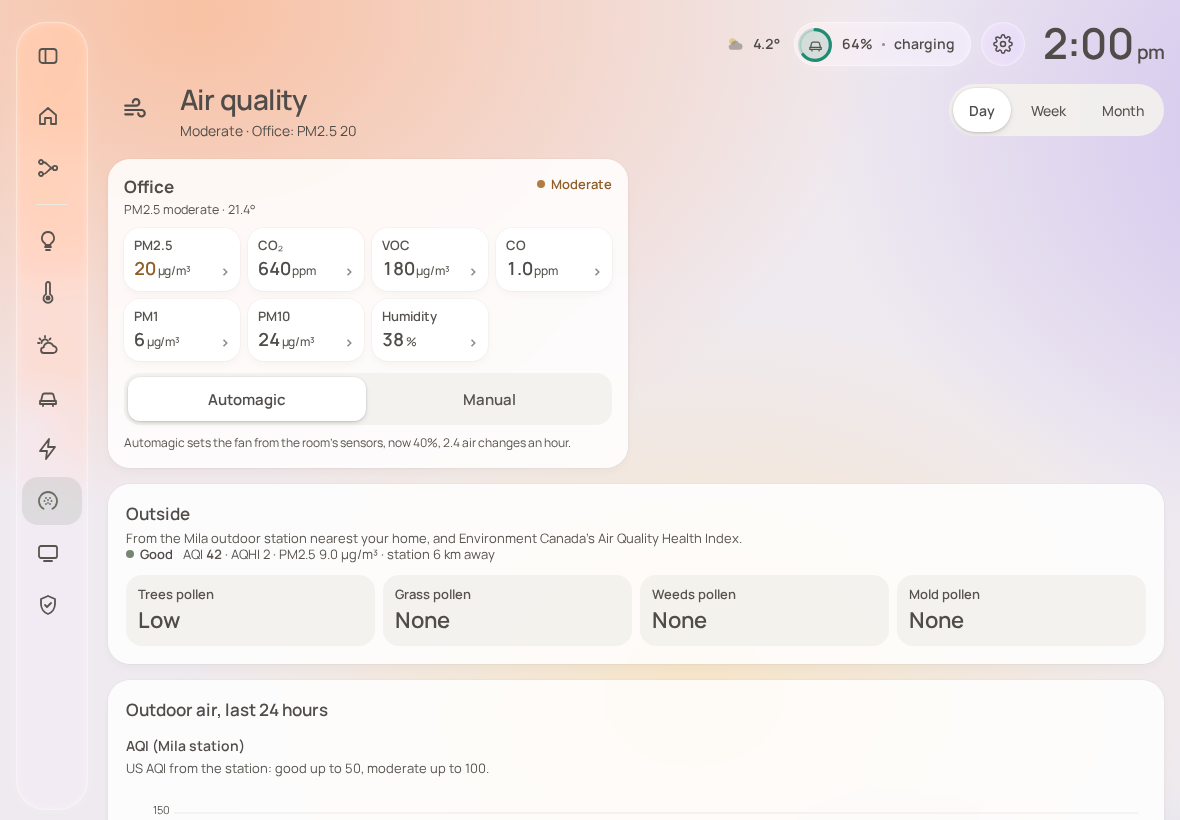 4.2°
64% · charging
2:00 pm
Air quality
Moderate · Office: PM2.5 20
Day
Week
Month
Office
Moderate
PM2.5 moderate · 21.4°
PM2.5
20 µg/m³
CO₂
640 ppm
VOC
180 µg/m³
CO
1.0 ppm
PM1
6 µg/m³
PM10
24 µg/m³
Humidity
38 %
Automagic
Manual
Automagic sets the fan from the room's sensors, now 40%, 2.4 air changes an hour.
Outside
From the Mila outdoor station nearest your home, and Environment Canada's Air Quality Health Index.
Good AQI 42 · AQHI 2 · PM2.5 9.0 µg/m³ · station 6 km away
Trees pollen
Low
Grass pollen
None
Weeds pollen
None
Mold pollen
None
Outdoor air, last 24 hours
AQI (Mila station)
US AQI from the station: good up to 50, moderate up to 100.
150